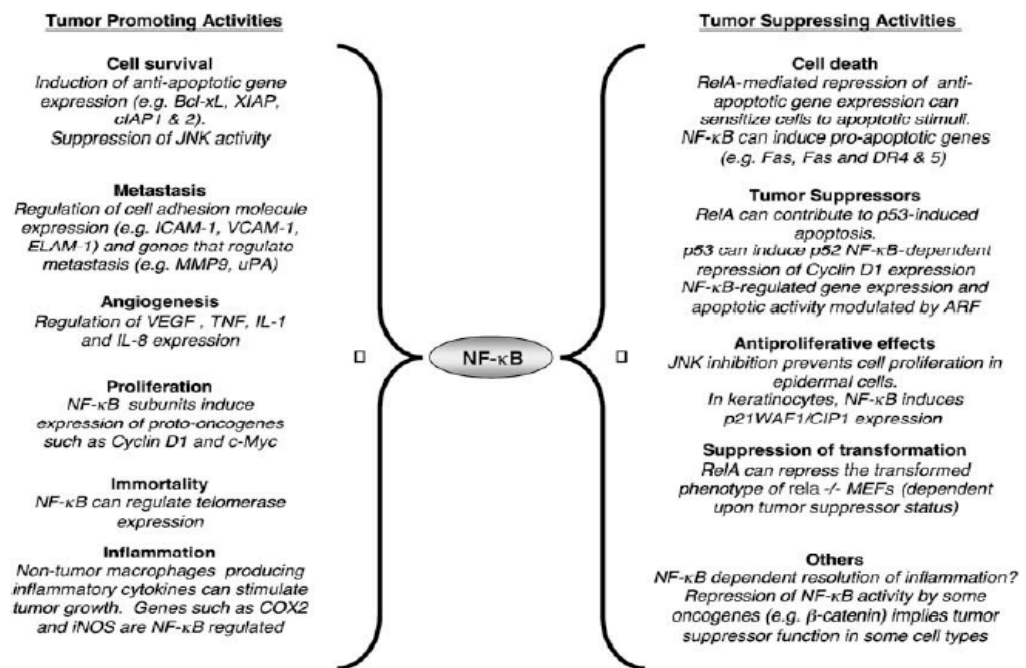 Tumor Promoting Activities
Cell survival
Induction of anti-apoptotic gene
expression (e.g. Bcl-xL, XIAP,
cIAP1 & 2).
Suppression of JNK activity
Metastasis
Regulation of cell adhesion molecule
expression (e.g. ICAM-1, VCAM-1,
ELAM-1) and genes that regulate
metastasis (e.g. MMP9, uPA)
Angiogenesis
Regulation of VEGF , TNF, IL-1
and IL-8 expression
Proliferation
NF-κB subunits induce
expression of proto-oncogenes
such as Cyclin D1 and c-Myc
Immortality
NF-κB can regulate telomerase
expression
Inflammation
Non-tumor macrophages producing
inflammatory cytokines can stimulate
tumor growth. Genes such as COX2
and iNOS are NF-κB regulated
NF-κB
Tumor Suppressing Activities
Cell death
RelA-mediated repression of anti-
apoptotic gene expression can
sensitize cells to apoptotic stimuli.
NF-κB can induce pro-apoptotic genes
(e.g. Fas, Fas and DR4 & 5)
Tumor Suppressors
RelA can contribute to p53-induced
apoptosis.
p53 can induce p52 NF-κB-dependent
repression of Cyclin D1 expression
NF-κB-regulated gene expression and
apoptotic activity modulated by ARF
Antiproliferative effects
JNK inhibition prevents cell proliferation in
epidermal cells.
In keratinocytes, NF-κB induces
p21WAF1/CIP1 expression
Suppression of transformation
RelA can repress the transformed
phenotype of rela -/- MEFs (dependent
upon tumor suppressor status)
Others
NF-κB dependent resolution of inflammation?
Repression of NF-κB activity by some
oncogenes (e.g. β-catenin) implies tumor
suppressor function in some cell types